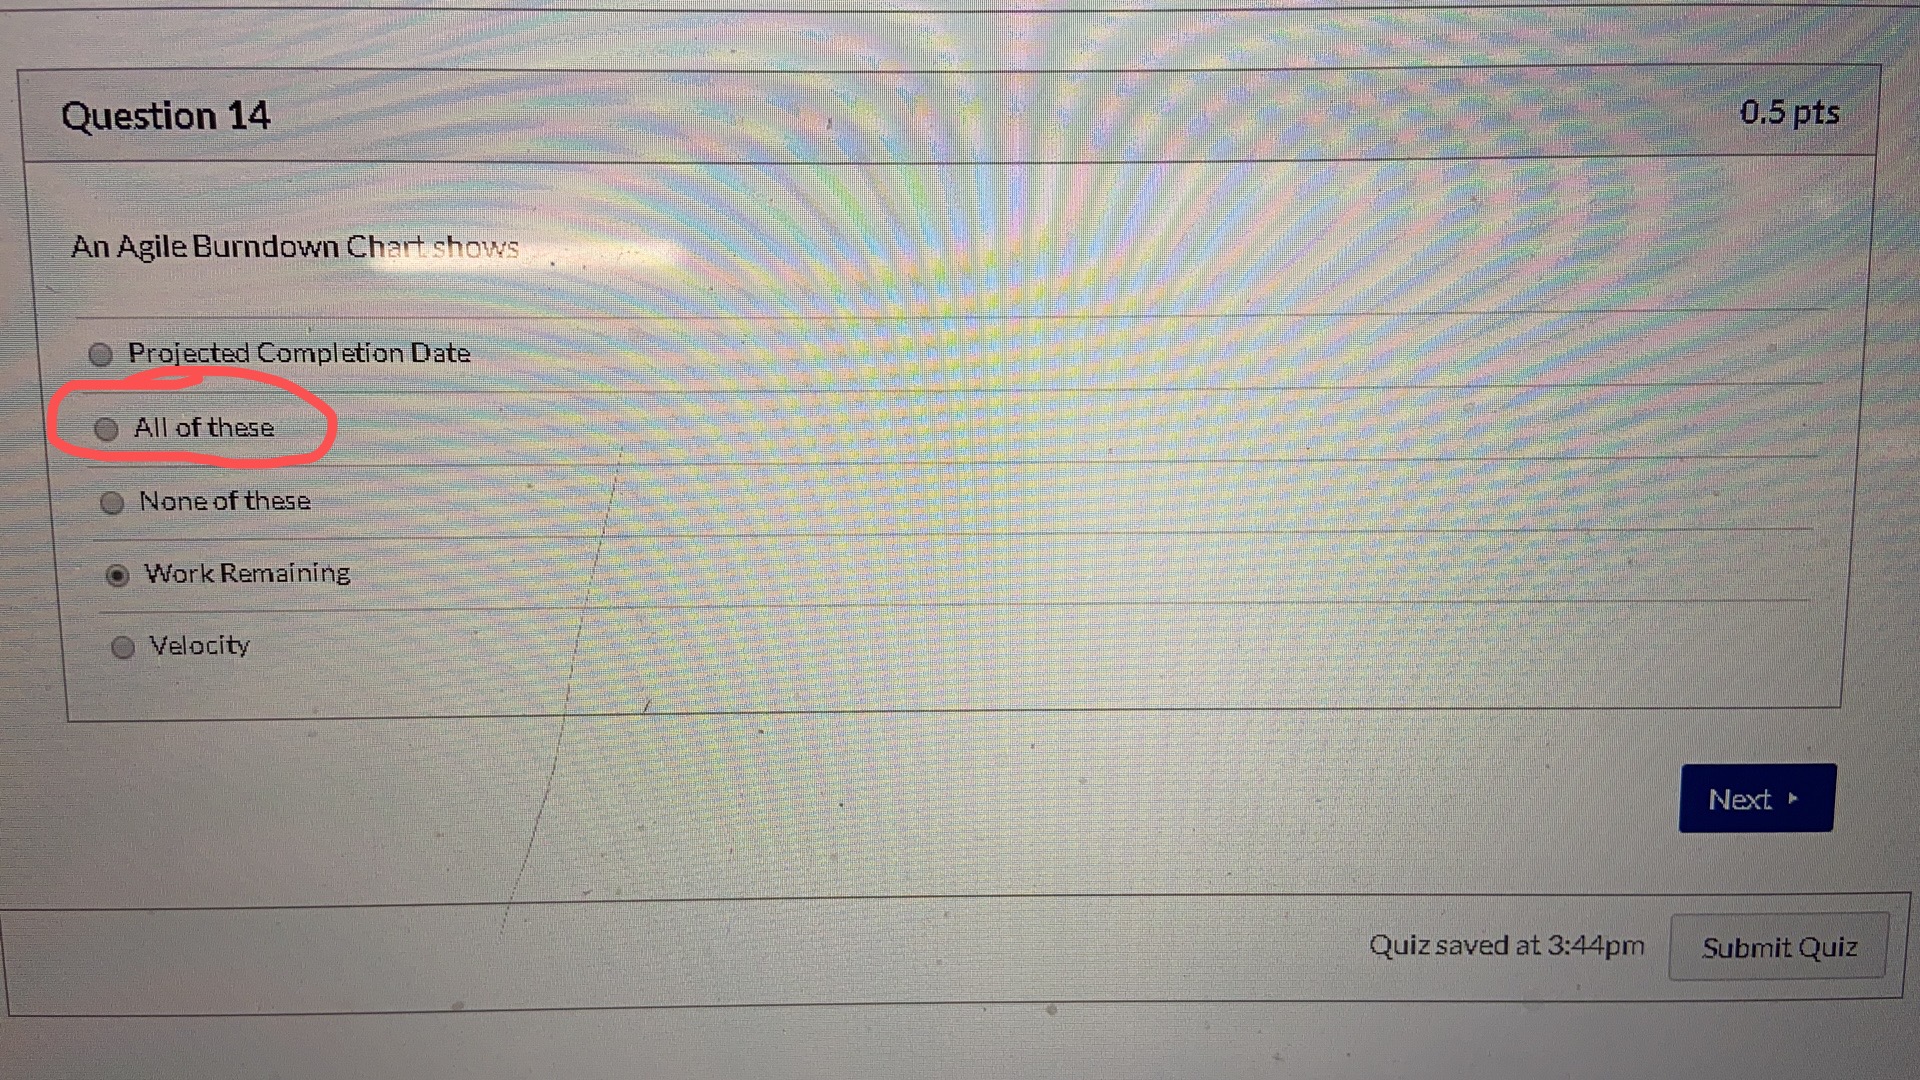 Question 14
0.5 pts
An Agile Burndown Chart shows
Projected Completion Date
All of these
None of these
Work Remaining
Velocity
Next
Quiz saved at 3:44pm
Submit Quiz